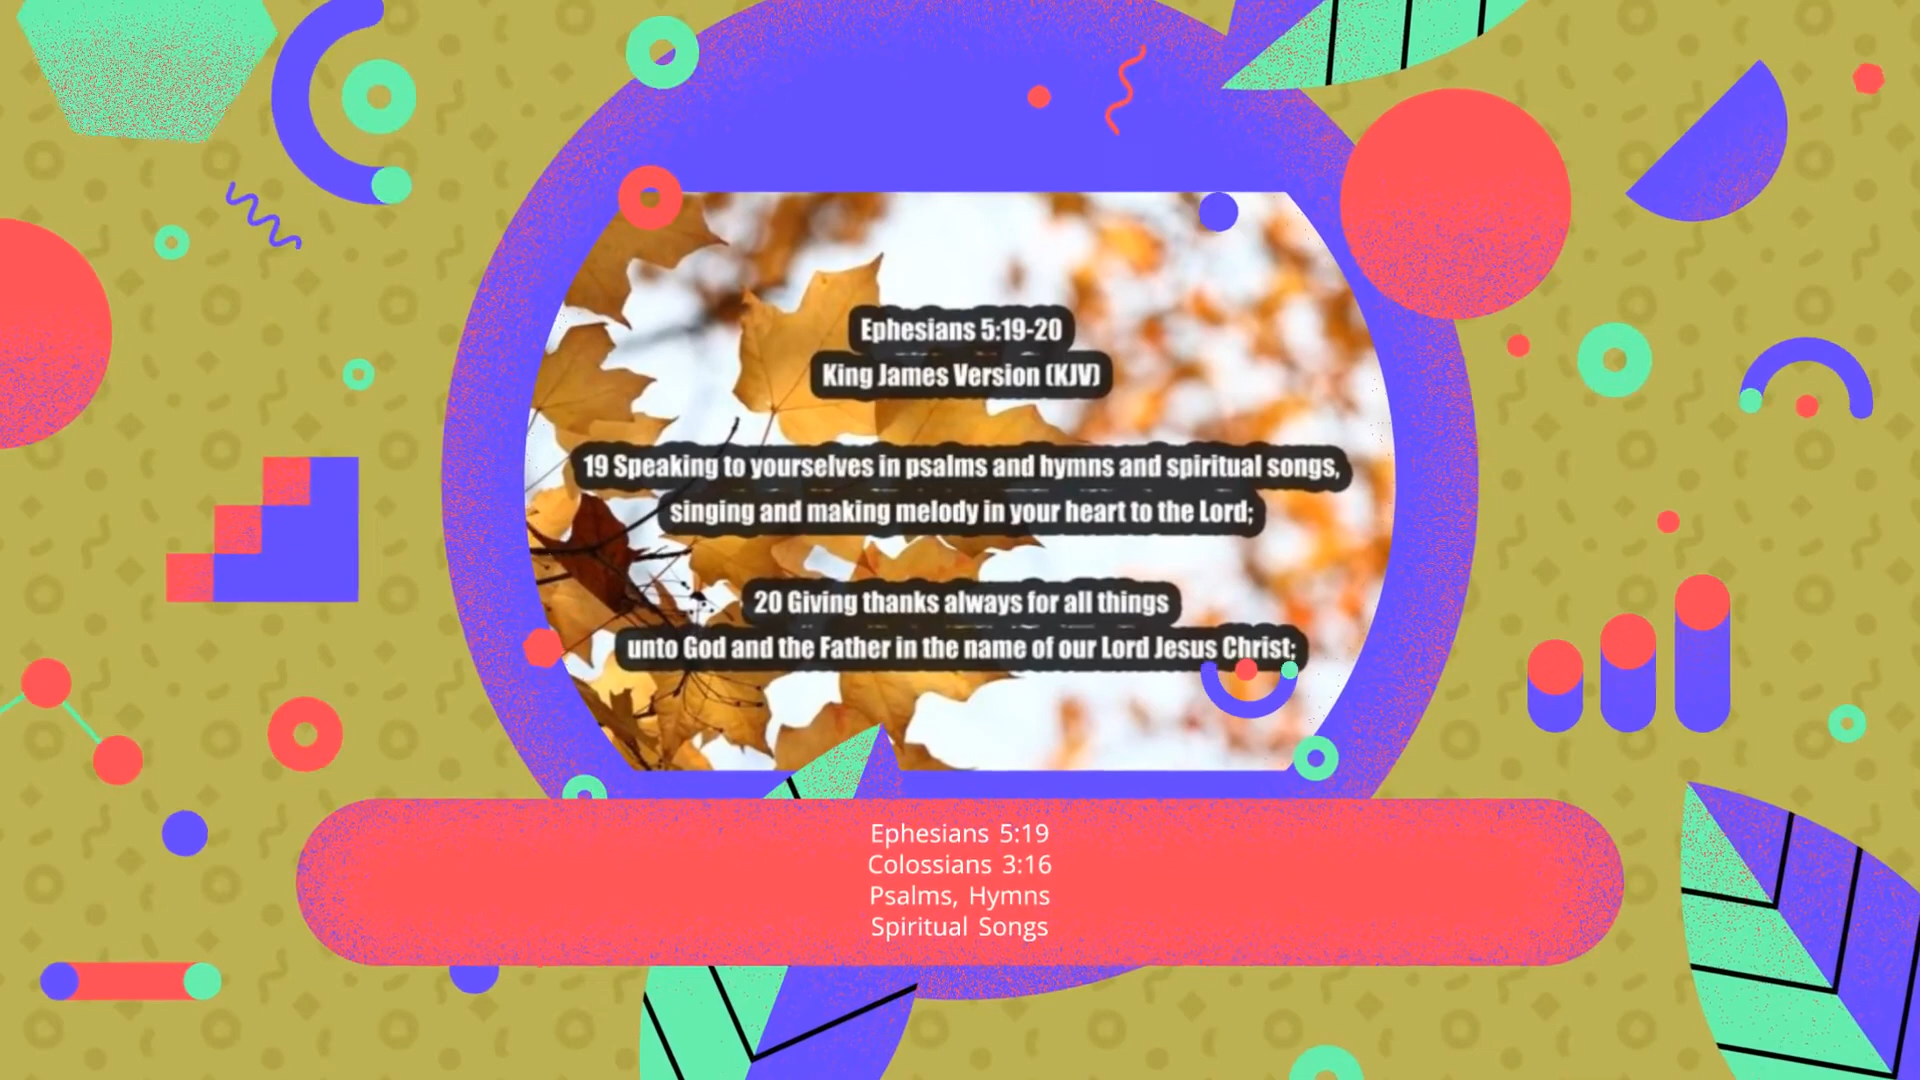 Ephesians 5:19-20
King James Version (KJV)
19 Speaking to yourselves in psalms and hymns and spiritual songs,
singing and making melody in your heart to the Lord;
20 Giving thanks always for all things
unto God and the Father in the name of our Lord Jesus Christ;
Ephesians 5:19
Colossians 3:16
Psalms, Hymns
Spiritual Songs